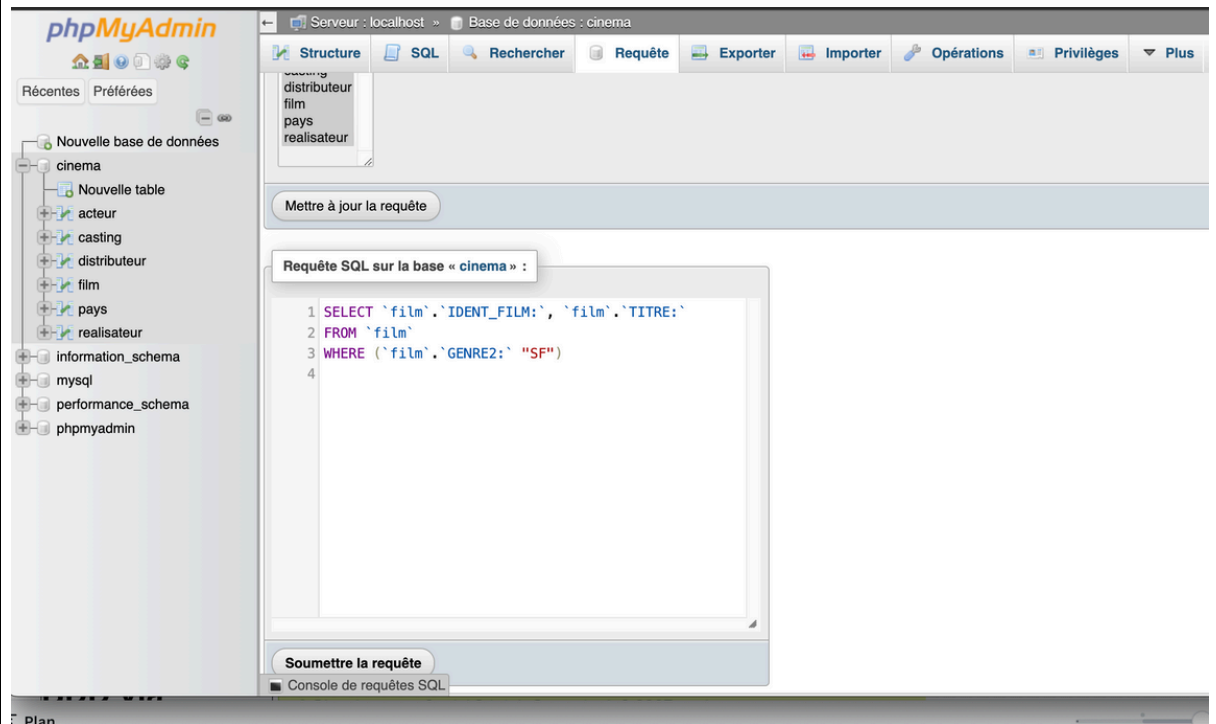 phpMyAdmin
Récentes Préférées
Nouvelle base de données
cinema
Nouvelle table
acteur
casting
distributeur
film
pays
realisateur
information_schema
mysql
performance_schema
phpmyadmin
Serveur : localhost » Base de données : cinema
Structure SQL Rechercher Requête Exporter Importer Opérations Privilèges Plus
casting
distributeur
film
pays
realisateur
Mettre à jour la requête
Requête SQL sur la base « cinema » :
1 SELECT `film`.`IDENT_FILM:`, `film`.`TITRE:`
2 FROM `film`
3 WHERE (`film`.`GENRE2:` "SF")
4
Soumettre la requête
Console de requêtes SQL
Plan